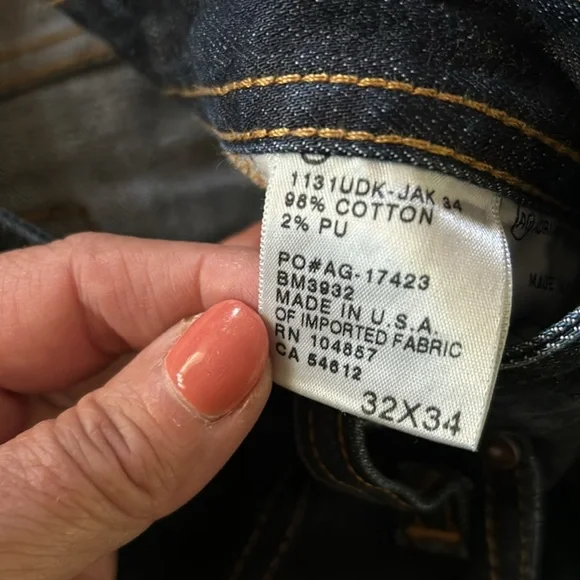 1131UDK-JAK 34
98% COTTON
2% PU
PO#AG-17423
BM3932
MADE IN U.S.A.
OF IMPORTED FABRIC
RN 104857
CA 54612
32X34
MADE